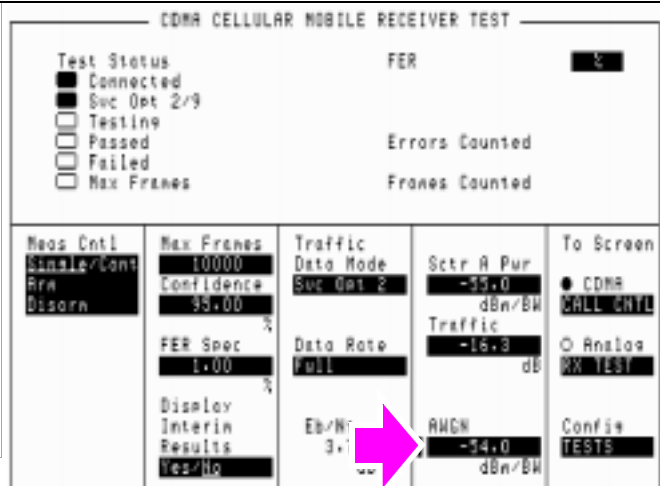 CDMA CELLULAR MOBILE RECEIVER TEST
Test Status
Connected
Svc Opt 2/9
Testing
Passed
Failed
Max Frames
FER
%
Errors Counted
Frames Counted
Meas Cntl
Single/Cont
Arm
Disarm
Max Frames
10000
Confidence
95.00
%
FER Spec
1.00
%
Display
Interim
Results
Yes/No
Traffic
Data Mode
Svc Opt 2
Data Rate
Full
Sctr A Pwr
-55.0
dBm/BW
Traffic
-16.3
dB
AWGN
-54.0
dBm/BW
To Screen
CDMA
CALL CNTL
Analog
RX TEST
Config
TESTS